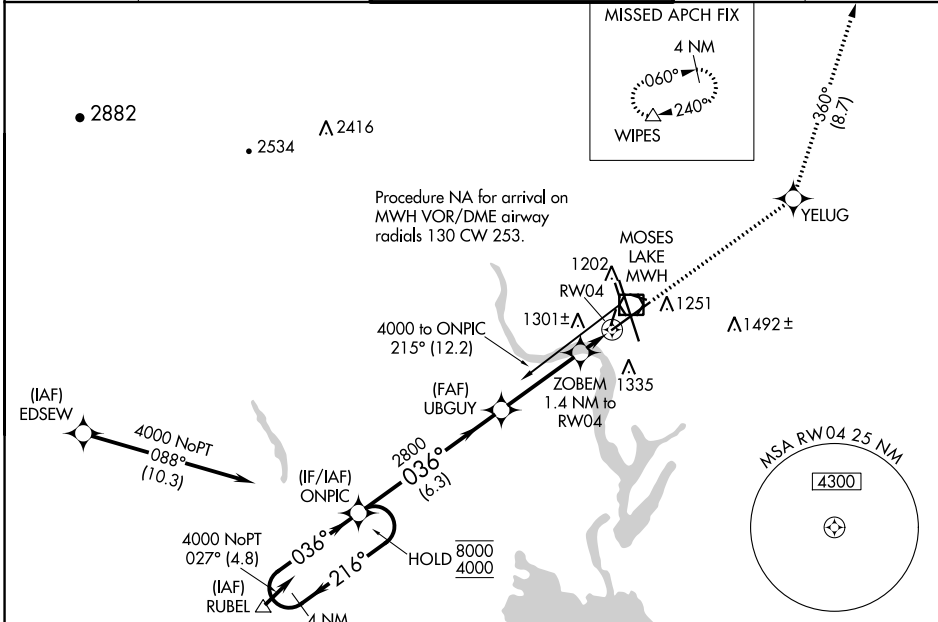 MISSED APCH FIX
4 NM
060°
240°
WIPES
360°
(8.7)
YELUG
2882
2534
2416
Procedure NA for arrival on
MWH VOR/DME airway
radials 130 CW 253.
MOSES
LAKE
MWH
1202
RW04
1251
1301±
1492±
4000 to ONPIC
215° (12.2)
ZOBEM
1.4 NM to
RW04
1335
(FAF)
UBGUY
(IAF)
EDSEW
4000 NoPT
088°
(10.3)
2800
036°
(6.3)
(IF/IAF)
ONPIC
MSA RW04 25 NM
4300
4000 NoPT
027° (4.8)
036°
216°
HOLD
8000
4000
(IAF)
RUBEL
4 NM